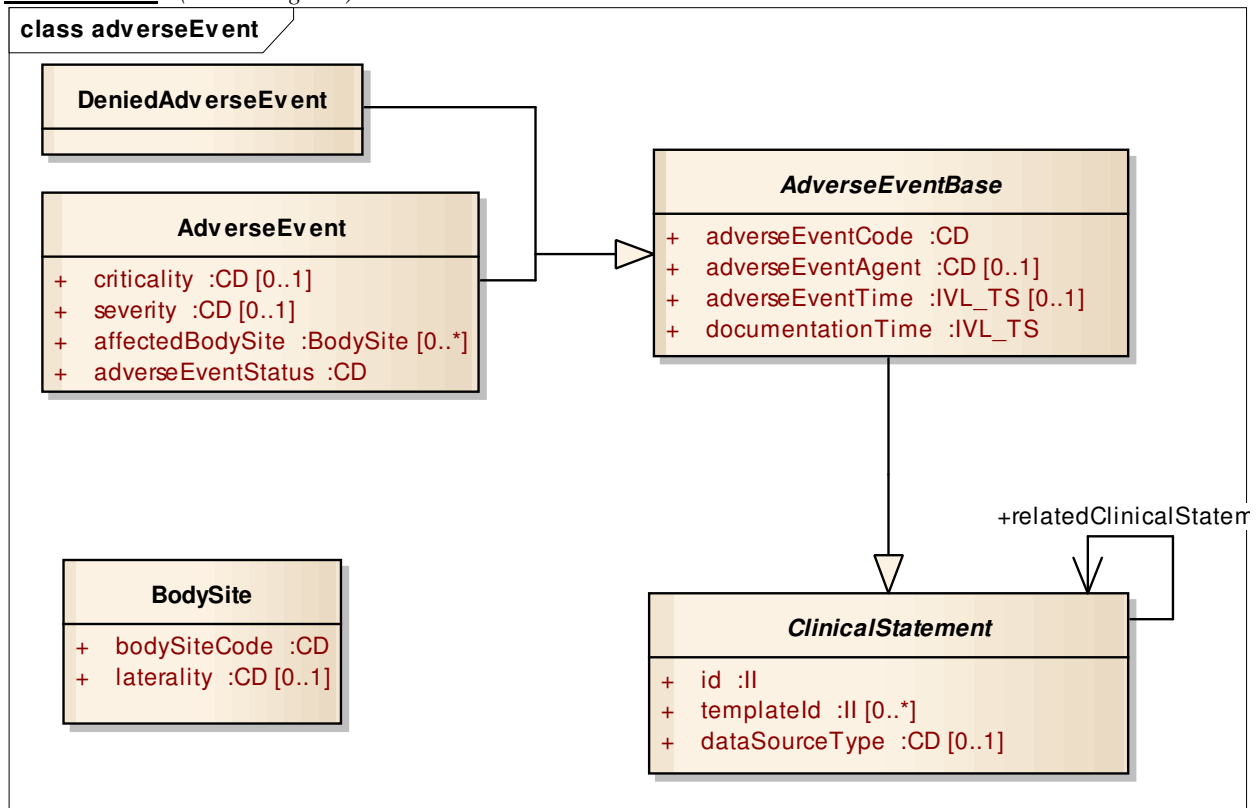 class adverseEvent
DeniedAdverseEvent
AdverseEvent
+ criticality :CD [0..1]
+ severity :CD [0..1]
+ affectedBodySite :BodySite [0..*]
+ adverseEventStatus :CD
AdverseEventBase
+ adverseEventCode :CD
+ adverseEventAgent :CD [0..1]
+ adverseEventTime :IVL_TS [0..1]
+ documentationTime :IVL_TS
BodySite
+ bodySiteCode :CD
+ laterality :CD [0..1]
+relatedClinicalStatem
ClinicalStatement
+ id :II
+ templateId :II [0..*]
+ dataSourceType :CD [0..1]